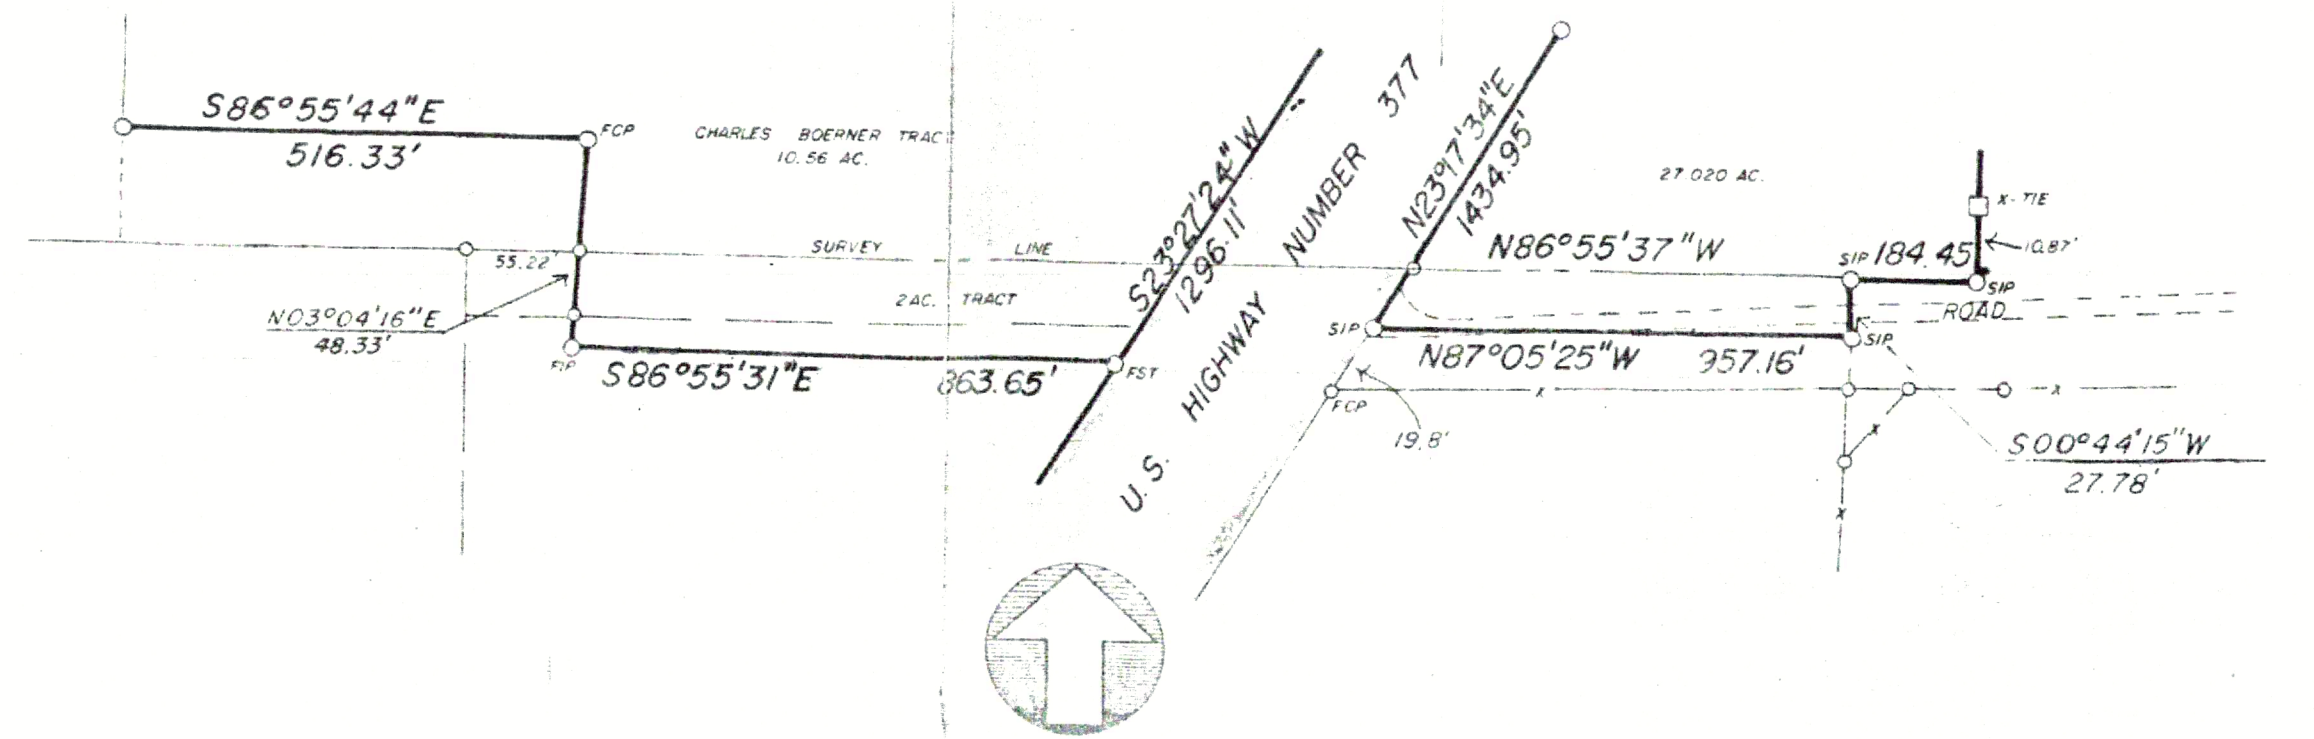 S86°55'44"E
516.33'
FCP
CHARLES BOERNER TRACT
10.56 AC.
SURVEY LINE
55.22'
2 AC. TRACT
N03°04'16"E
48.33'
FIP
S86°55'31"E 863.65'
FST
S23°27'24"W
1296.11'
U.S. HIGHWAY NUMBER 377
N23°17'34"E
1434.95'
27.020 AC.
X-TIE
10.87'
N86°55'37"W
SIP 184.45
SIP
ROAD
SIP
SIP
N87°05'25"W 957.16'
FCP
19.8'
x
x
x
x
S00°44'15"W
27.78'